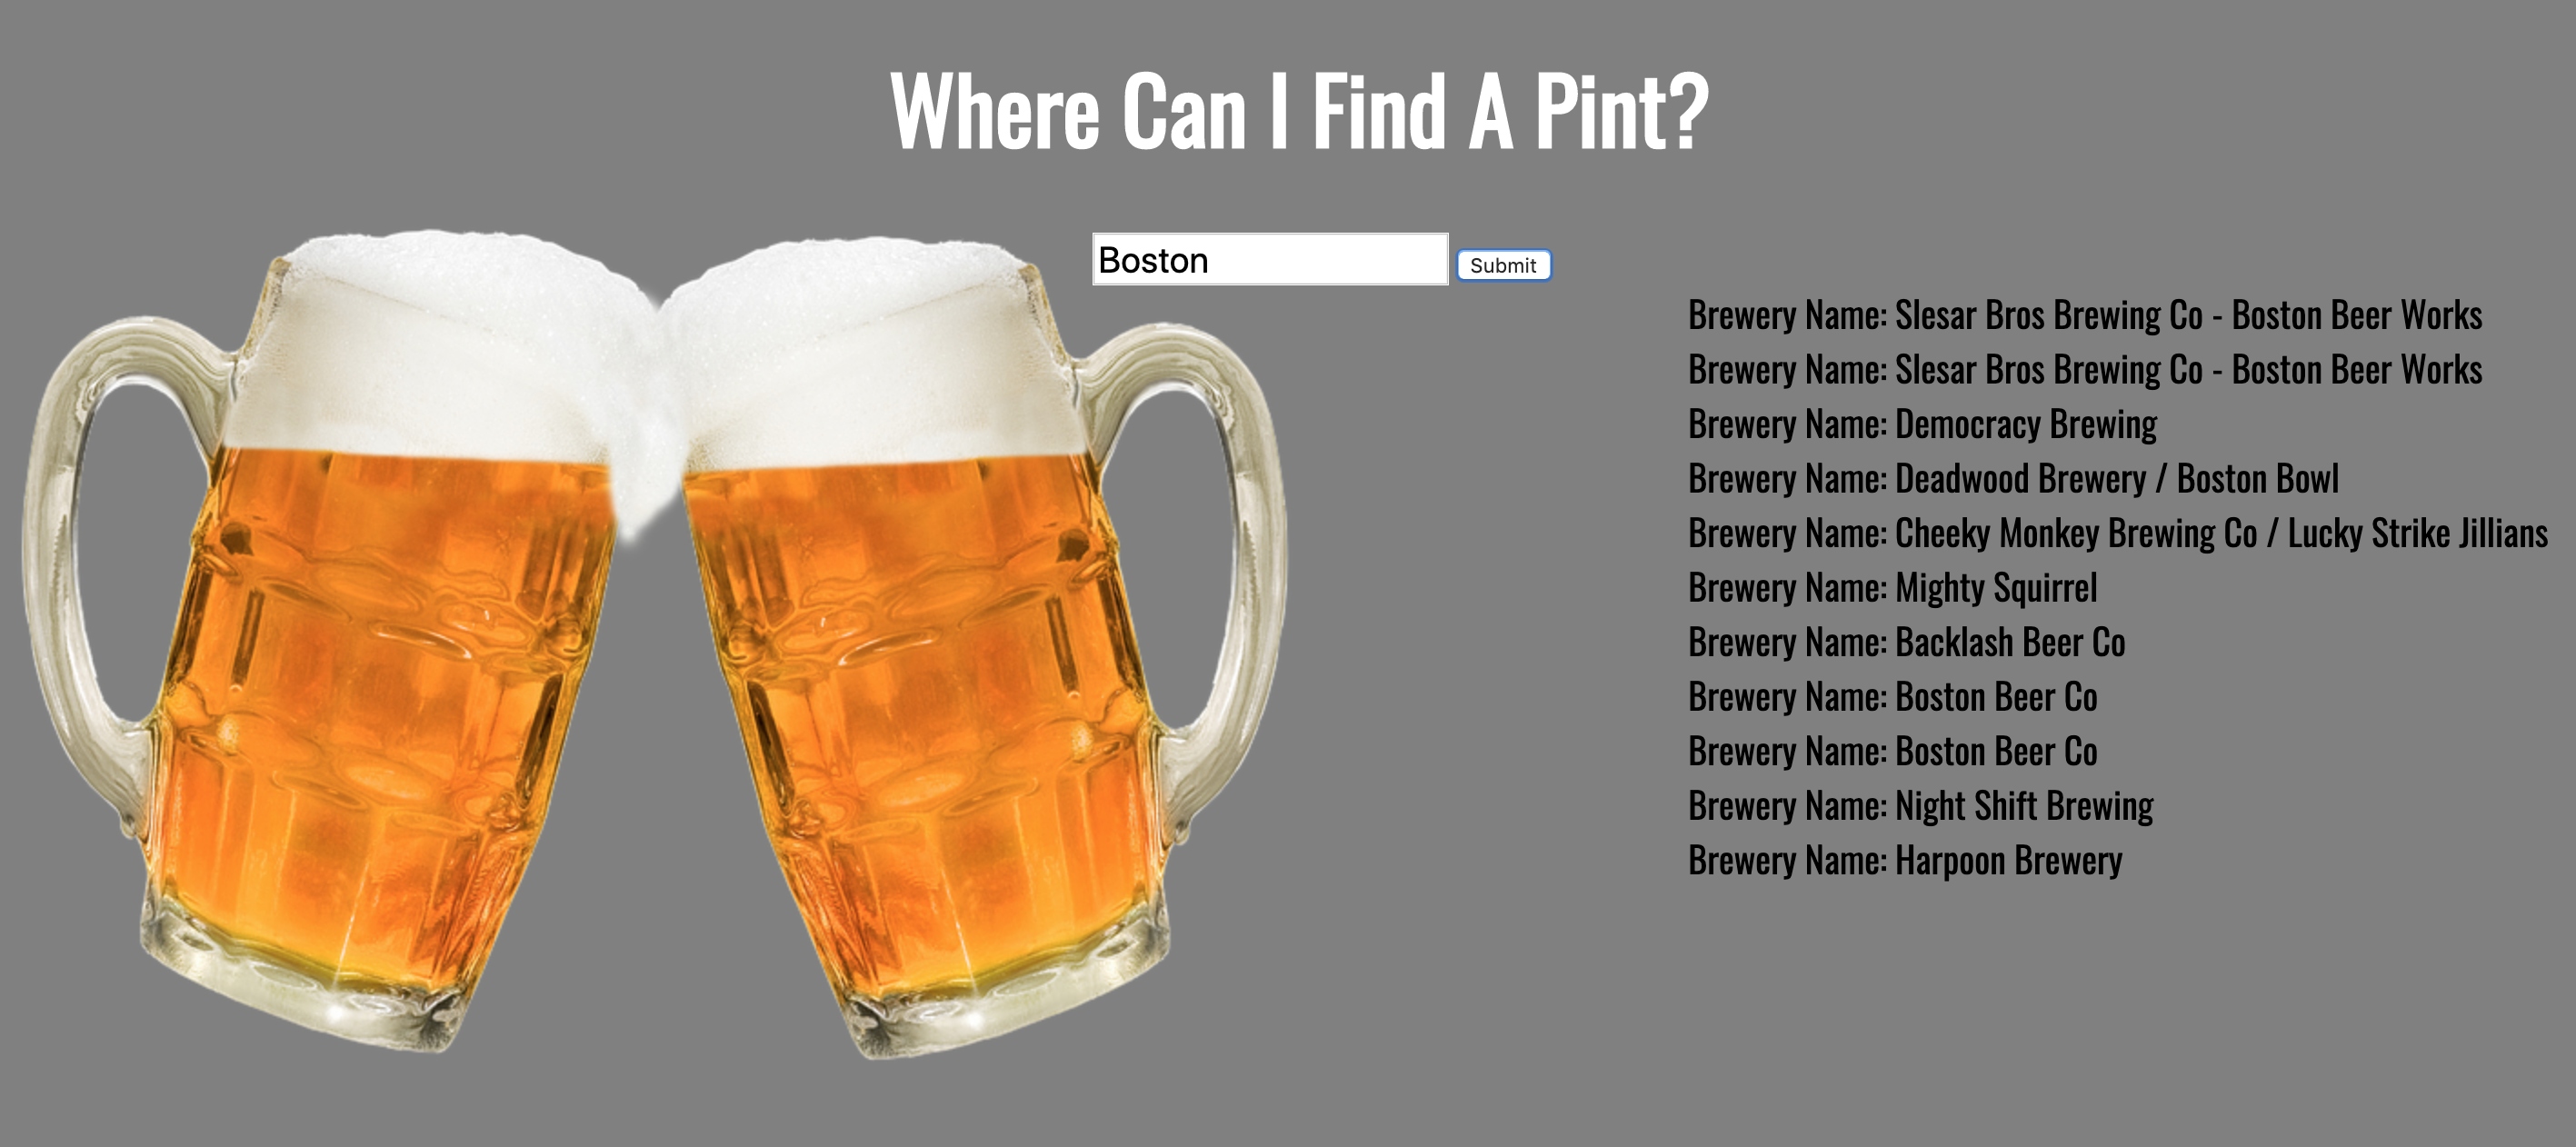 Where Can I Find A Pint?
Boston
Submit
Brewery Name: Slesar Bros Brewing Co - Boston Beer Works
Brewery Name: Slesar Bros Brewing Co - Boston Beer Works
Brewery Name: Democracy Brewing
Brewery Name: Deadwood Brewery / Boston Bowl
Brewery Name: Cheeky Monkey Brewing Co / Lucky Strike Jillians
Brewery Name: Mighty Squirrel
Brewery Name: Backlash Beer Co
Brewery Name: Boston Beer Co
Brewery Name: Boston Beer Co
Brewery Name: Night Shift Brewing
Brewery Name: Harpoon Brewery